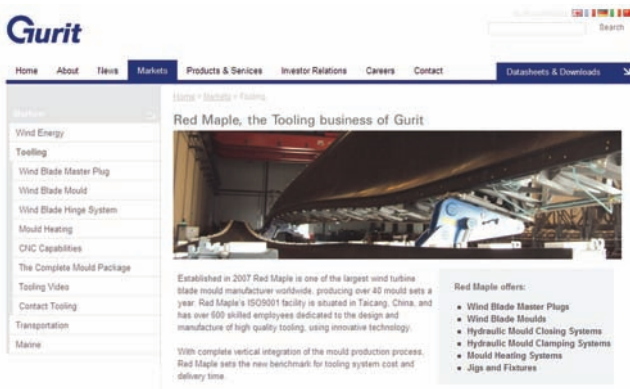 Gurit
Search
Home About News Markets Products & Services Investor Relations Careers Contact Datasheets & Downloads
Home > Markets > Tooling
Markets
Red Maple, the Tooling business of Gurit
Wind Energy
Tooling
Wind Blade Master Plug
Wind Blade Mould
Wind Blade Hinge System
Mould Heating
CNC Capabilities
The Complete Mould Package
Tooling Video
Contact Tooling
Transportation
Marine
Established in 2007 Red Maple is one of the largest wind turbine
blade mould manufacturer worldwide, producing over 40 mould sets a
year. Red Maple's ISO9001 facility is situated in Taicang, China, and
has over 600 skilled employees dedicated to the design and
manufacture of high quality tooling, using innovative technology.
With complete vertical integration of the mould production process,
Red Maple sets the new benchmark for tooling system cost and
delivery time.
Red Maple offers:
Wind Blade Master Plugs
Wind Blade Moulds
Hydraulic Mould Closing Systems
Hydraulic Mould Clamping Systems
Mould Heating Systems
Jigs and Fixtures